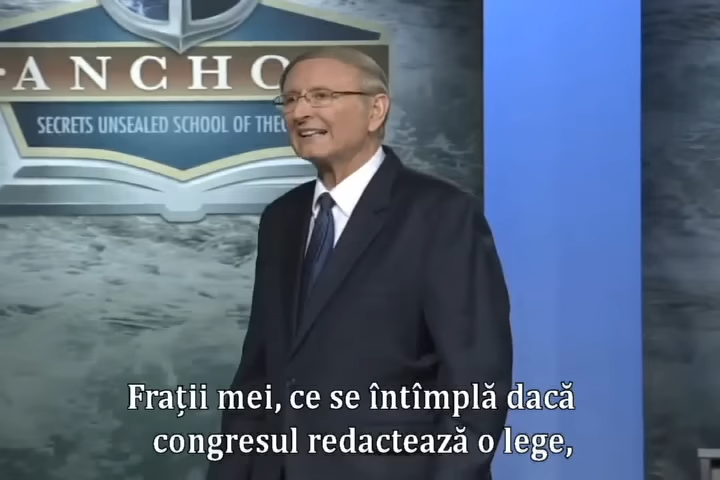 ANCHO
SECRETS UNSEALED SCHOOL OF THE
Frații mei, ce se întîmplă dacă
congresul redactează o lege,